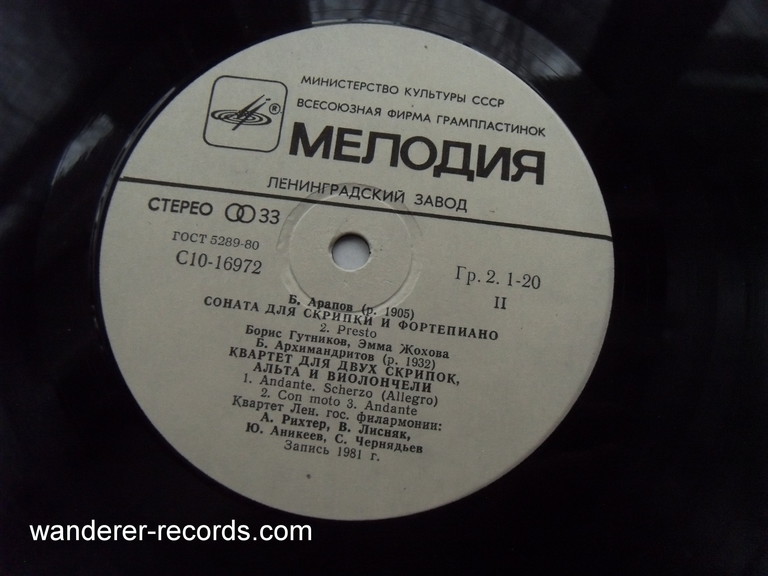 МИНИСТЕРСТВО КУЛЬТУРЫ СССР
ВСЕСОЮЗНАЯ ФИРМА ГРАМПЛАСТИНОК
®
МЕЛОДИЯ
ЛЕНИНГРАДСКИЙ ЗАВОД
СТЕРЕО 33
ГОСТ 5289-80
С10-16972
Гр. 2. 1-20
II
Б. Арапов (р. 1905)
СОНАТА ДЛЯ СКРИПКИ И ФОРТЕПИАНО
2. Presto
Борис Гутников, Эмма Жохова
Б. Архимандритов (р. 1932)
КВАРТЕТ ДЛЯ ДВУХ СКРИПОК,
АЛЬТА И ВИОЛОНЧЕЛИ
1. Andante. Scherzo (Allegro)
2. Con moto 3. Andante
Квартет Лен. гос. филармонии:
А. Рихтер, В. Лисняк,
Ю. Аникеев, С. Чернядьев
Запись 1981 г.
wanderer-records.com